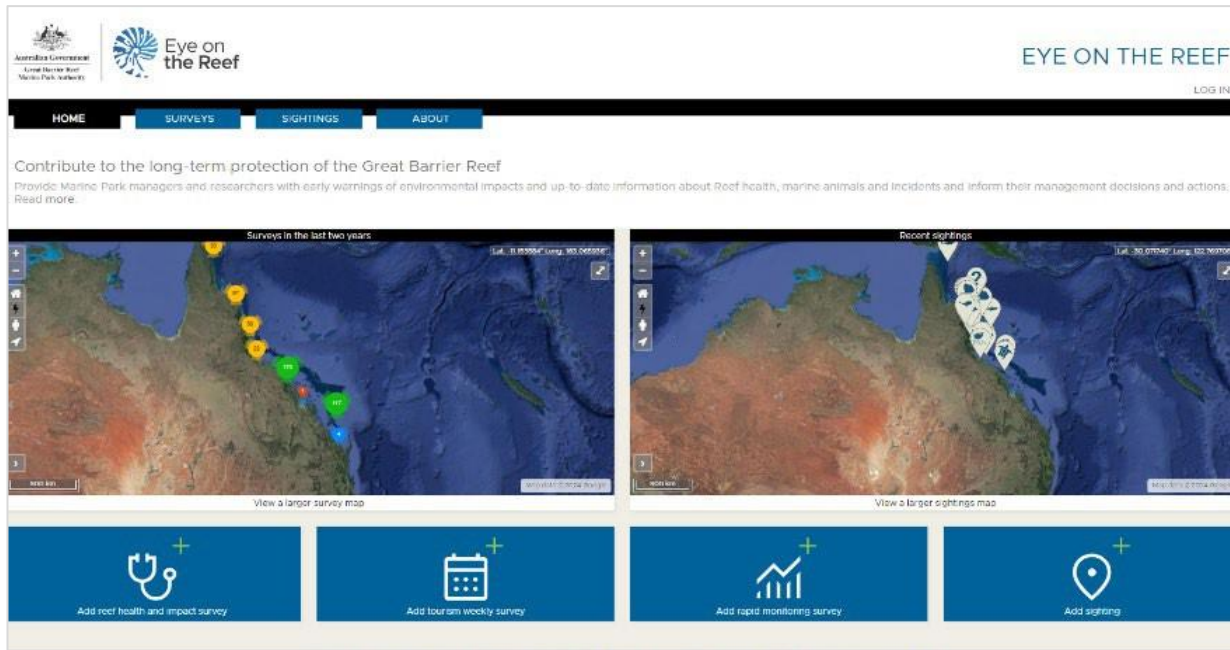 Australian Government
Great Barrier Reef
Marine Park Authority
Eye on
the Reef
EYE ON THE REEF
LOG IN
HOME
SURVEYS
SIGHTINGS
ABOUT
Contribute to the long-term protection of the Great Barrier Reef
Provide Marine Park managers and researchers with early warnings of environmental impacts and up-to-date information about Reef health, marine animals and incidents and inform their management decisions and actions.
Read more.
Surveys in the last two years
Recent sightings
View a larger survey map
View a larger sightings map
Add reef health and impact survey
Add tourism weekly survey
Add rapid monitoring survey
Add sighting